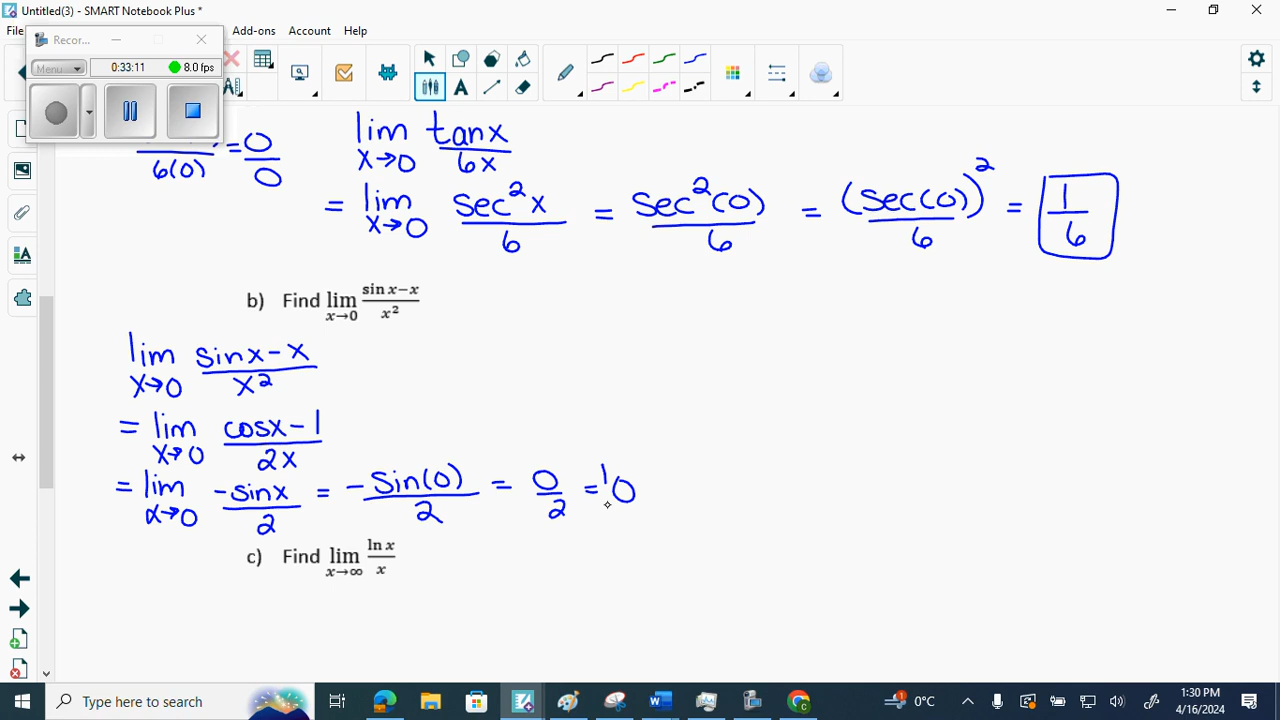 Untitled(3) - SMART Notebook Plus *
Add-ons Account Help
Recor...
Menu 0:33:11 8.0 fps
A
lim tanx
x→0 6x
6(0) = 0/0
= lim sec²x / 6 = sec²(0) / 6 = (sec(0))² / 6 = 1/6
x→0
b) Find lim x→0 sin x−x / x²
lim sinx - x
x→0 x²
= lim cosx - 1
x→0 2x
= lim -sinx / 2 = -sin(0) / 2 = 0/2 = 0
x→0
c) Find lim x→∞ ln x / x
Type here to search
0°C
1:30 PM
4/16/2024